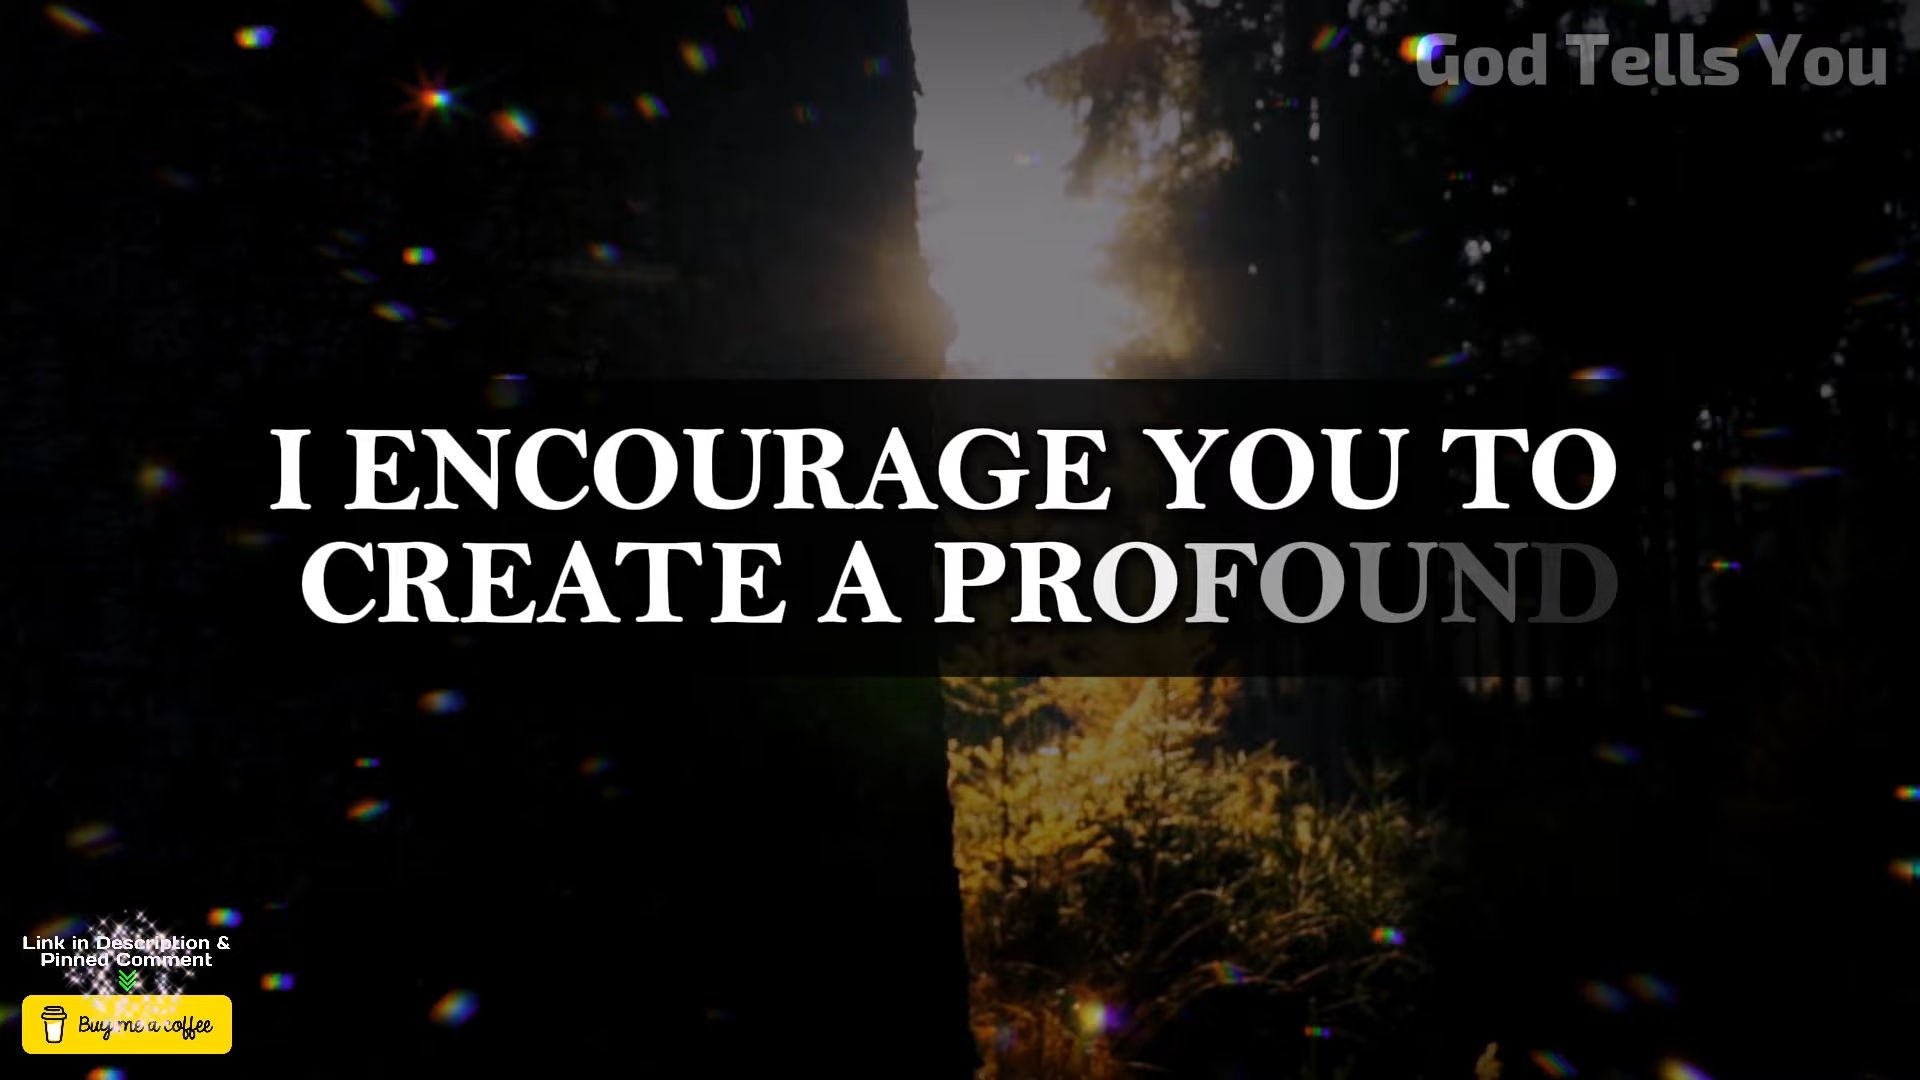 God Tells You
I ENCOURAGE YOU TO
CREATE A PROFOUND
Link in Description &
Pinned Comment
Buy me a coffee